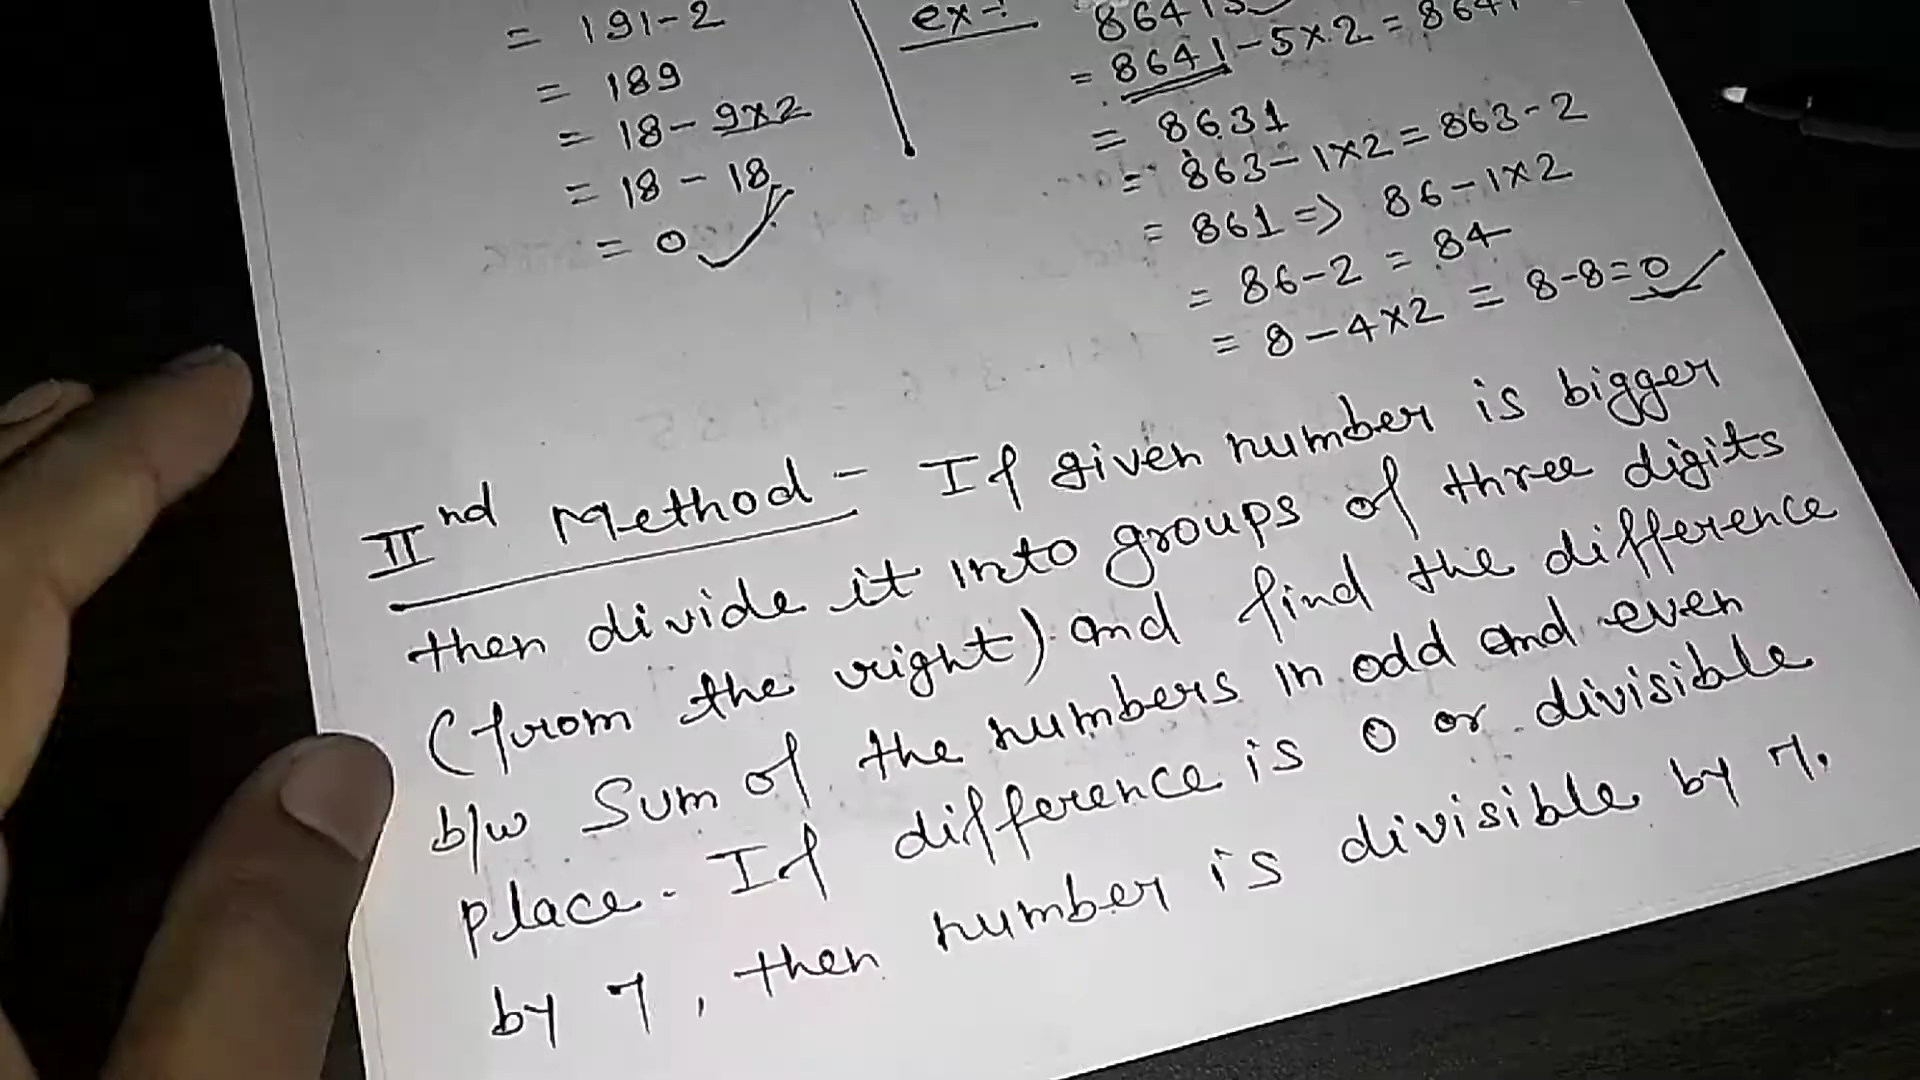 = 191-2
= 189
= 18-9x2
= 18-18
= 0
ex-:
86415
= 8641-5x2 = 8641
= 8631
= 863-1x2 = 863-2
= 861 => 86-1x2
= 86-2 = 84
= 8-4x2 = 8-8=0
IInd Method - If given number is bigger
then divide it into groups of three digits
(from the right) and find the difference
b/w sum of the numbers in odd and even
place. If difference is 0 or divisible
by 7, then number is divisible by 7.